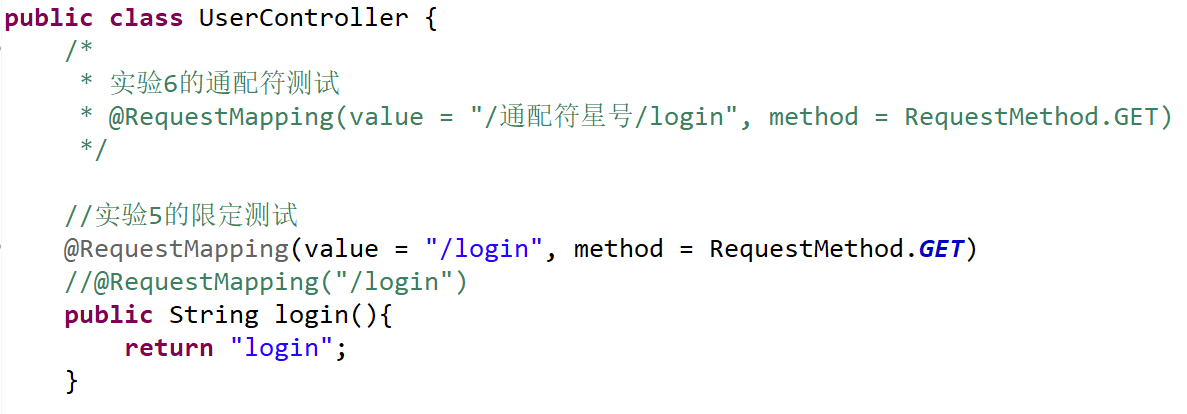 public class UserController {
/*
* 实验6的通配符测试
* @RequestMapping(value = "/通配符星号/login", method = RequestMethod.GET)
*/
//实验5的限定测试
@RequestMapping(value = "/login", method = RequestMethod.GET)
//@RequestMapping("/login")
public String login(){
return "login";
}